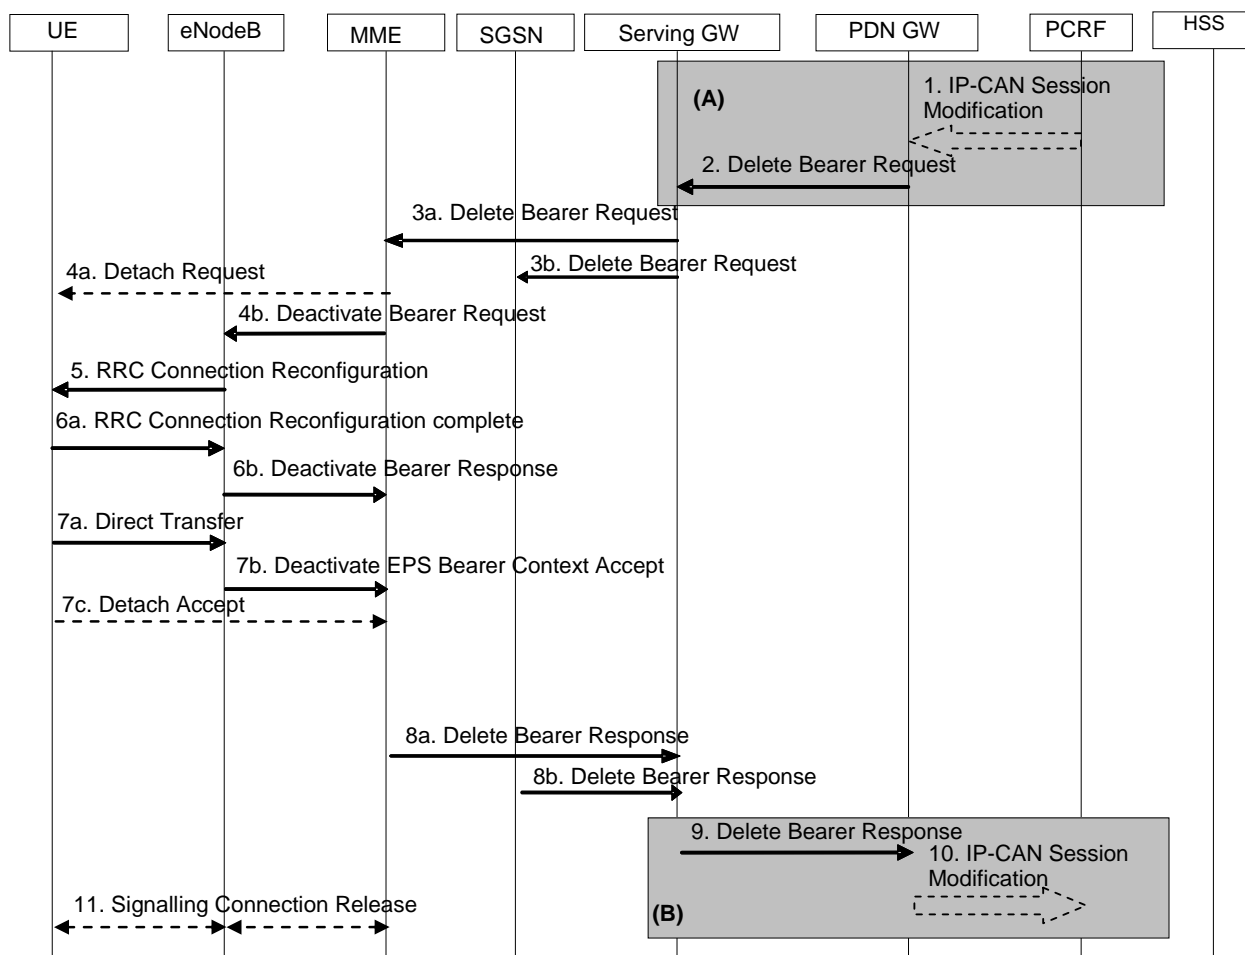 UE
eNodeB
MME
SGSN
Serving GW
PDN GW
PCRF
HSS
(A)
1. IP-CAN Session
Modification
2. Delete Bearer Request
3a. Delete Bearer Request
3b. Delete Bearer Request
4a. Detach Request
4b. Deactivate Bearer Request
5. RRC Connection Reconfiguration
6a. RRC Connection Reconfiguration complete
6b. Deactivate Bearer Response
7a. Direct Transfer
7b. Deactivate EPS Bearer Context Accept
7c. Detach Accept
8a. Delete Bearer Response
8b. Delete Bearer Response
9. Delete Bearer Response
10. IP-CAN Session
Modification
(B)
11. Signalling Connection Release